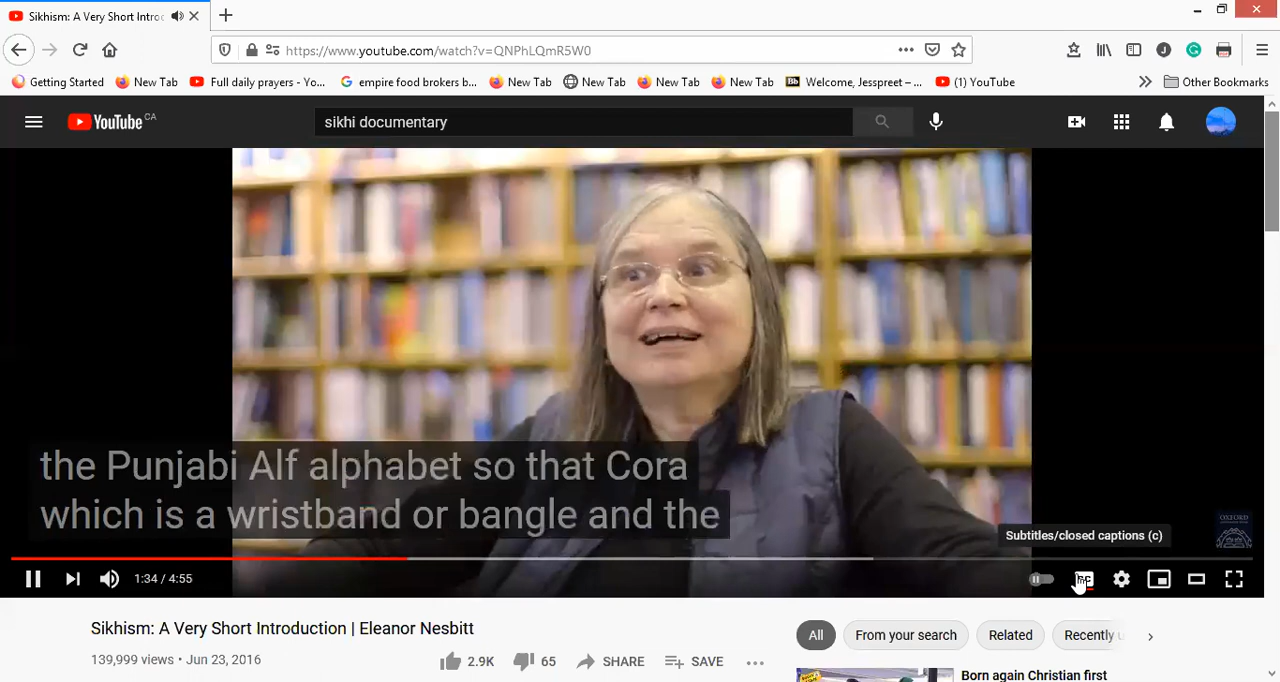 Sikhism: A Very Short Introd
https://www.youtube.com/watch?v=QNPhLQmR5W0
Getting Started New Tab Full daily prayers - Yo... empire food brokers b... New Tab New Tab New Tab New Tab Welcome, Jesspreet – ... (1) YouTube Other Bookmarks
YouTube CA sikhi documentary
the Punjabi Alf alphabet so that Cora
which is a wristband or bangle and the
OXFORD
Subtitles/closed captions (c)
1:34 / 4:55
Sikhism: A Very Short Introduction | Eleanor Nesbitt
All From your search Related Recently u
139,999 views • Jun 23, 2016 2.9K 65 SHARE SAVE
Born again Christian first